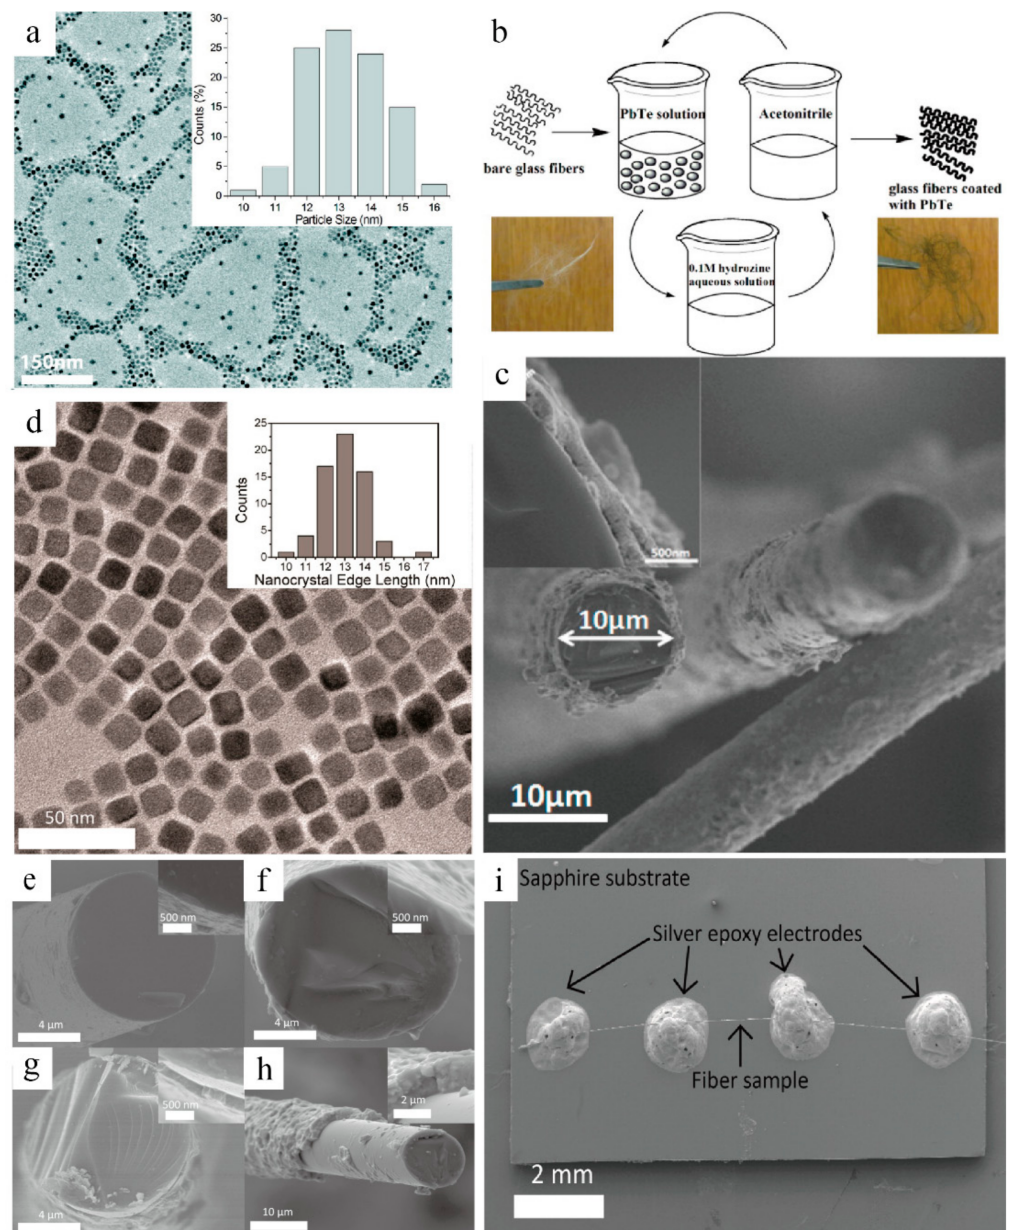 a
30
25
20
15
10
5
0
Counts (%)
10 11 12 13 14 15 16
Particle Size (nm)
150nm
b
PbTe solution
Acetonitrile
bare glass fibers
glass fibers coated
with PbTe
0.1M hydrozine
aqueous solution
c
500nm
10μm
10μm
d
25
20
15
10
5
0
Counts
10 11 12 13 14 15 16 17
Nanocrystal Edge Length (nm)
50 nm
e
500 nm
4 μm
f
500 nm
4 μm
g
500 nm
4 μm
h
2 μm
10 μm
i
Sapphire substrate
Silver epoxy electrodes
Fiber sample
2 mm